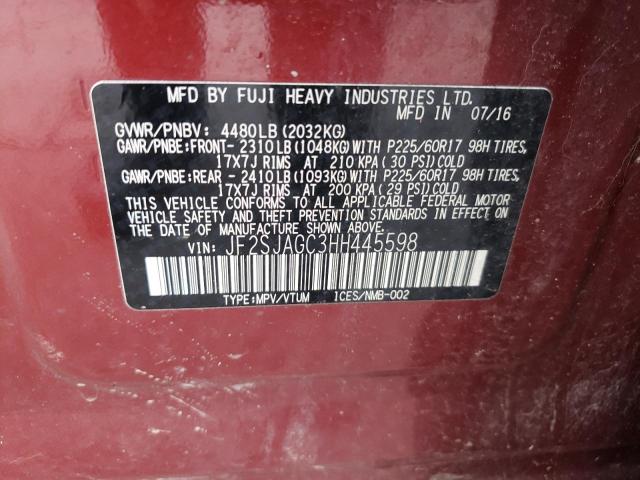 MFD BY FUJI HEAVY INDUSTRIES LTD.
MFD IN 07/16
GVWR/PNBV: 4480LB(2032KG)
GAWR/PNBE:FRONT- 2310LB(1048KG)WITH P225/60R17 98H TIRES,
17X7J RIMS AT 210 KPA(30 PSI)COLD
GAWR/PNBE:REAR - 2410LB(1093KG)WITH P225/60R17 98H TIRES,
17X7J RIMS AT 200 KPA(29 PSI)COLD
THIS VEHICLE CONFORMS TO ALL APPLICABLE FEDERAL MOTOR
VEHICLE SAFETY AND THEFT PREVENTION STANDARDS IN EFFECT ON
THE DATE OF MANUFACTURE SHOWN ABOVE.
VIN: JF2SJAGC3HH445598
TYPE:MPV/VTUM ICES/NMB-002